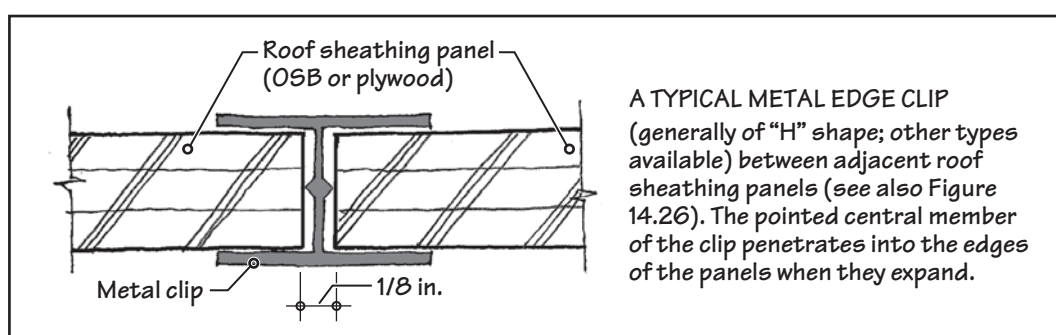 Roof sheathing panel
(OSB or plywood)
Metal clip
1/8 in.
A TYPICAL METAL EDGE CLIP
(generally of “H” shape; other types
available) between adjacent roof
sheathing panels (see also Figure
14.26). The pointed central member
of the clip penetrates into the edges
of the panels when they expand.